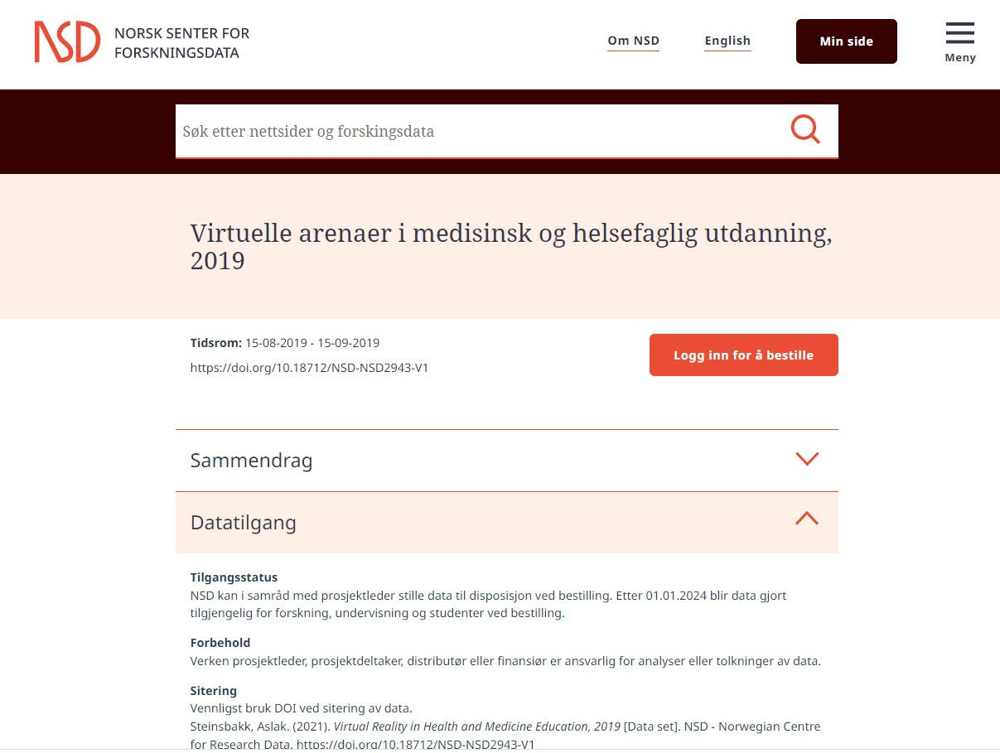 NSD
NORSK SENTER FOR
FORSKNINGSDATA
Om NSD
English
Min side
Meny
Søk etter nettsider og forskingsdata
Virtuelle arenaer i medisinsk og helsefaglig utdanning,
2019
Tidsrom: 15-08-2019 - 15-09-2019
https://doi.org/10.18712/NSD-NSD2943-V1
Logg inn for å bestille
Sammendrag
Datatilgang
Tilgangsstatus
NSD kan i samråd med prosjektleder stille data til disposisjon ved bestilling. Etter 01.01.2024 blir data gjort
tilgjengelig for forskning, undervisning og studenter ved bestilling.
Forbehold
Verken prosjektleder, prosjektdeltaker, distributør eller finansiør er ansvarlig for analyser eller tolkninger av data.
Sitering
Vennligst bruk DOI ved sitering av data.
Steinsbakk, Aslak. (2021). Virtual Reality in Health and Medicine Education, 2019 [Data set]. NSD - Norwegian Centre
for Research Data. https://doi.org/10.18712/NSD-NSD2943-V1